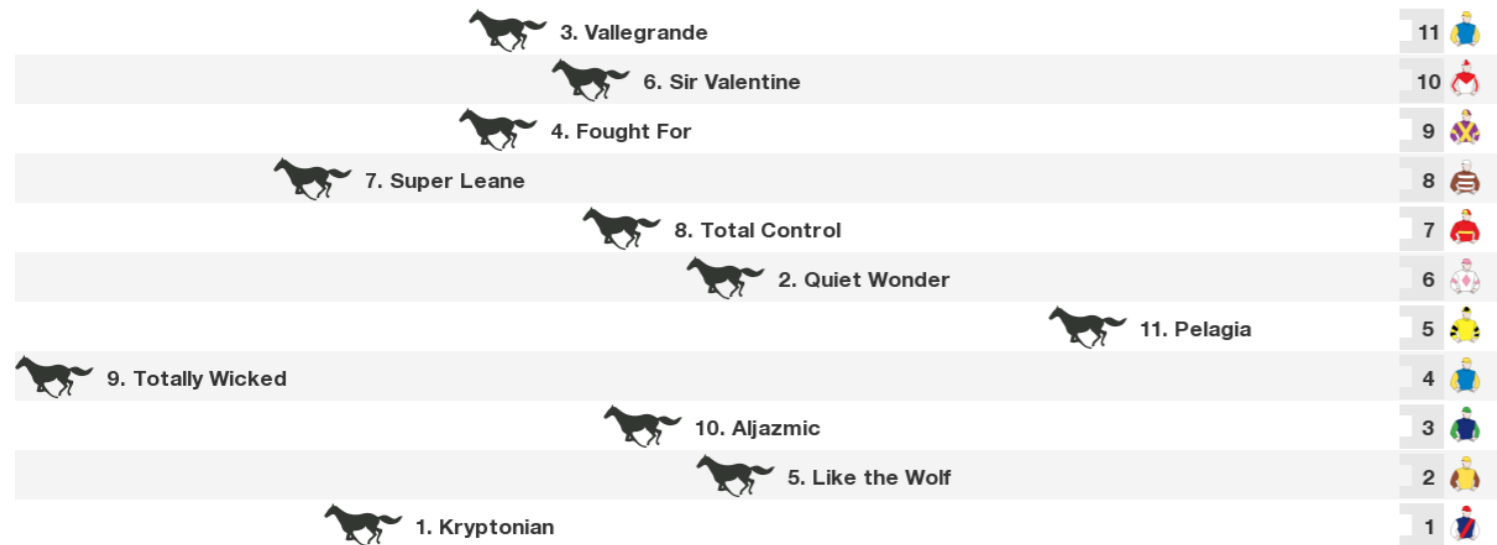 3. Vallegrande 11
6. Sir Valentine 10
4. Fought For 9
7. Super Leane 8
8. Total Control 7
2. Quiet Wonder 6
11. Pelagia 5
9. Totally Wicked 4
10. Aljazmic 3
5. Like the Wolf 2
1. Kryptonian 1